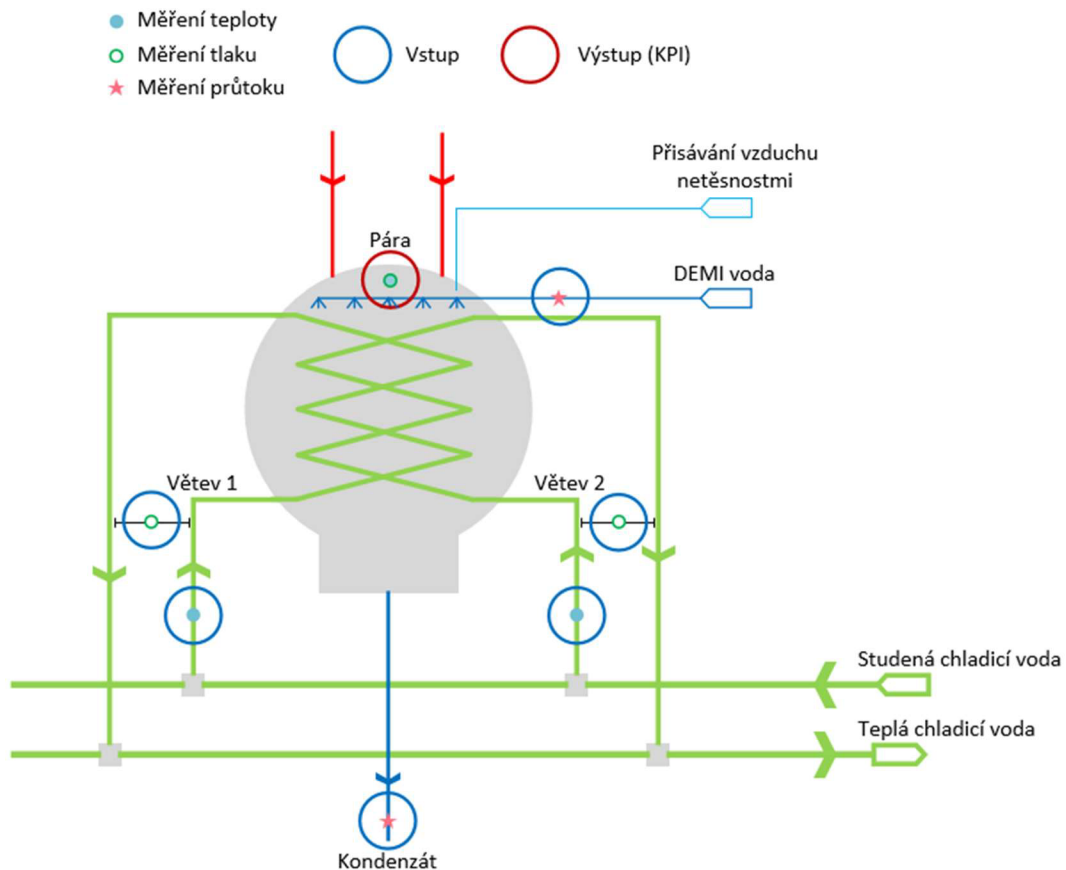 Měření teploty
Měření tlaku
Měření průtoku
Vstup
Výstup (KPI)
Přisávání vzduchu
netěsnostmi
Pára
DEMI voda
Větev 1
Větev 2
Studená chladicí voda
Teplá chladicí voda
Kondenzát